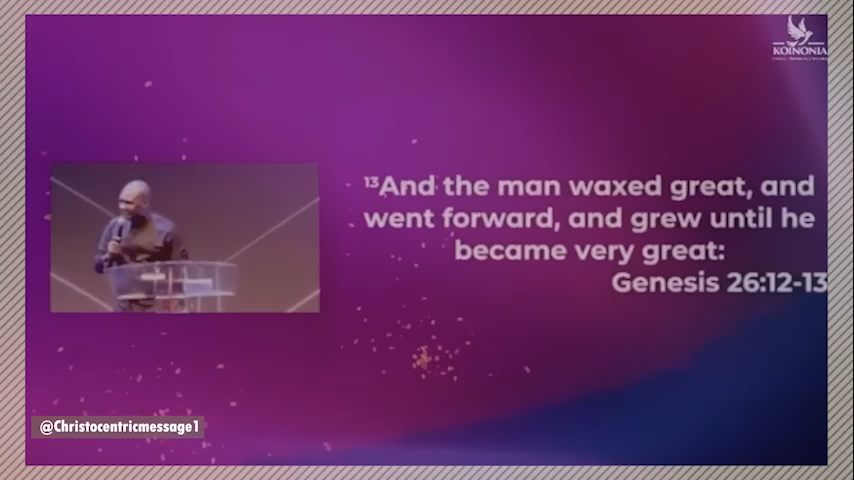 KOINONIA
¹³And the man waxed great, and
went forward, and grew until he
became very great:
Genesis 26:12-13
@Christocentricmessage1